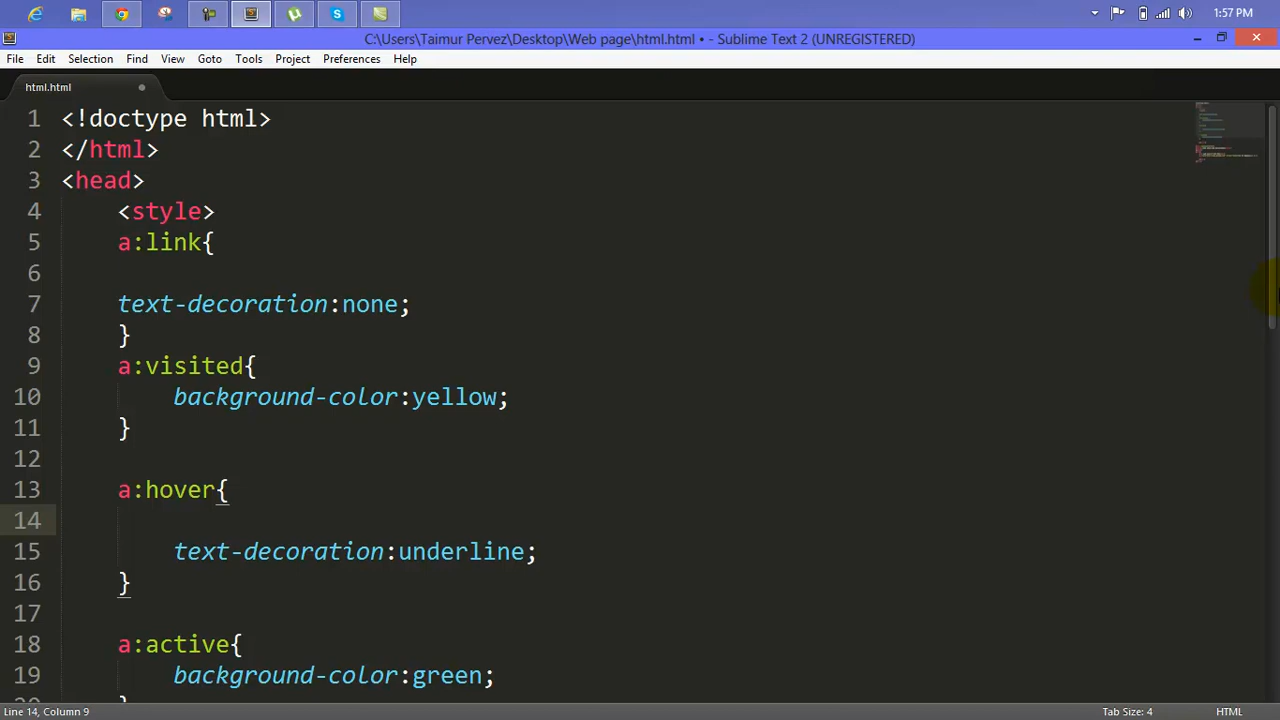 1:57 PM
C:\Users\Taimur Pervez\Desktop\Web page\html.html • - Sublime Text 2 (UNREGISTERED)
File Edit Selection Find View Goto Tools Project Preferences Help
html.html
1 <!doctype html>
2 </html>
3 <head>
4 <style>
5 a:link{
6
7 text-decoration:none;
8 }
9 a:visited{
10 background-color:yellow;
11 }
12
13 a:hover{
14
15 text-decoration:underline;
16 }
17
18 a:active{
19 background-color:green;
20 }
Line 14, Column 9 Tab Size: 4 HTML